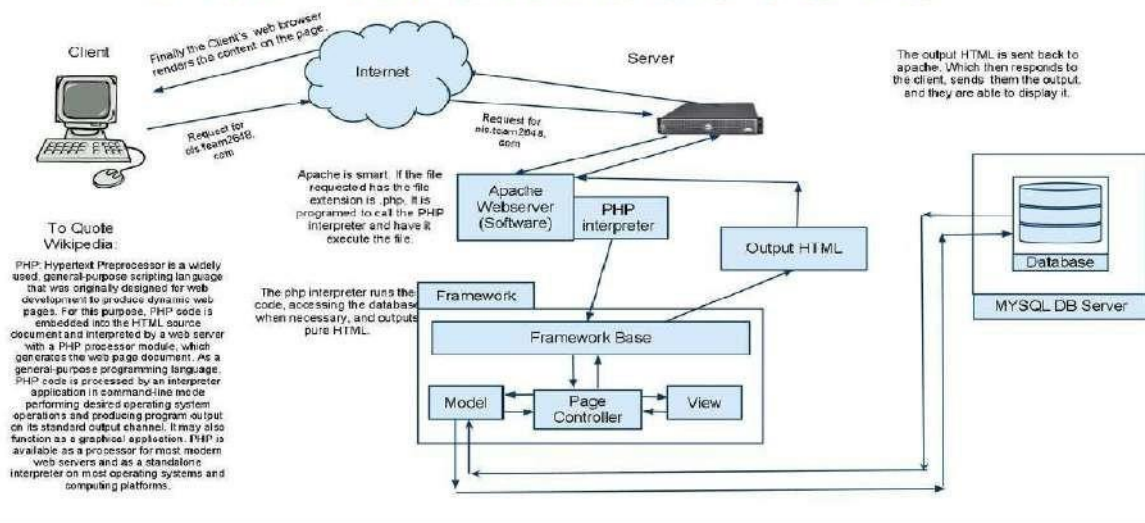 Client
Finally the Client's web browser
renders the content on the page.
Internet
Server
The output HTML is sent back to
apache. Which then responds to
the client, sends them the output,
and they are able to display it.
Request for
Request for
Apache is smart. If the file
requested has the file
extension is .php. It is
programed to call the PHP
interpreter and have it
execute the file.
Apache
Webserver
(Software)
PHP
interpreter
Output HTML
Database
MYSQL DB Server
To Quote
Wikipedia:
PHP: Hypertext Preprocessor is a widely
used, general-purpose scripting language
that was originally designed for web
development to produce dynamic web
pages. For this purpose, PHP code is
embedded into the HTML source
document and interpreted by a web server
with a PHP processor module, which
generates the web page document. As a
general-purpose programming language,
PHP code is processed by an interpreter
application in command-line mode
performing desired operating system
operations and producing program output
on its standard output channel. It may also
function as a graphical application. PHP is
available as a processor for most modern
web servers and as a standalone
interpreter on most operating systems and
computing platforms.
The php interpreter runs the
code, accessing the database
when necessary, and outputs
pure HTML.
Framework
Framework Base
Model
Page
Controller
View